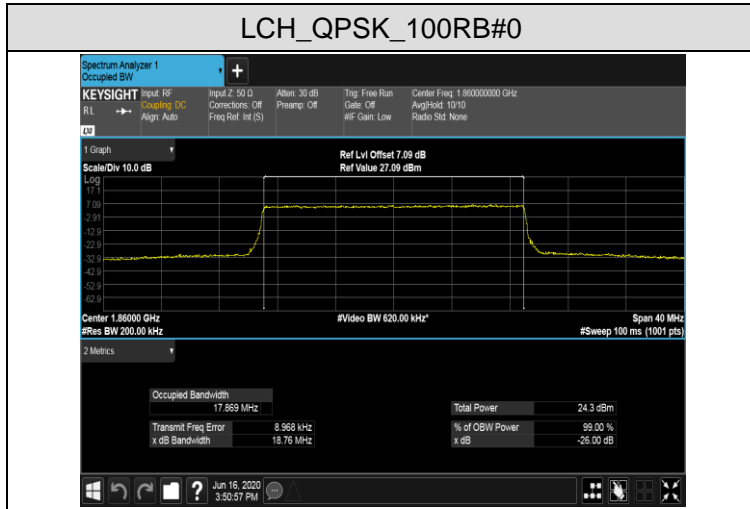 LCH_QPSK_100RB#0
Spectrum Analyzer 1
Occupied BW
+
KEYSIGHT Input: RF Input Z: 50 Ω Atten: 30 dB Trig: Free Run Center Freq: 1.860000000 GHz
RL Coupling: DC Corrections: Off Preamp: Off Gate: Off Avg|Hold: 10/10
Align: Auto Freq Ref: Int (S) #IF Gain: Low Radio Std: None
LXI
1 Graph Ref Lvl Offset 7.09 dB
Scale/Div 10.0 dB Ref Value 27.09 dBm
Log
17.1
7.09
-2.91
-12.9
-22.9
-32.9
-42.9
-52.9
-62.9
Center 1.86000 GHz #Video BW 620.00 kHz* Span 40 MHz
#Res BW 200.00 kHz #Sweep 100 ms (1001 pts)
2 Metrics
Occupied Bandwidth
17.869 MHz Total Power 24.3 dBm
Transmit Freq Error 8.968 kHz % of OBW Power 99.00 %
x dB Bandwidth 18.76 MHz x dB -26.00 dB
? Jun 16, 2020
3:50:57 PM